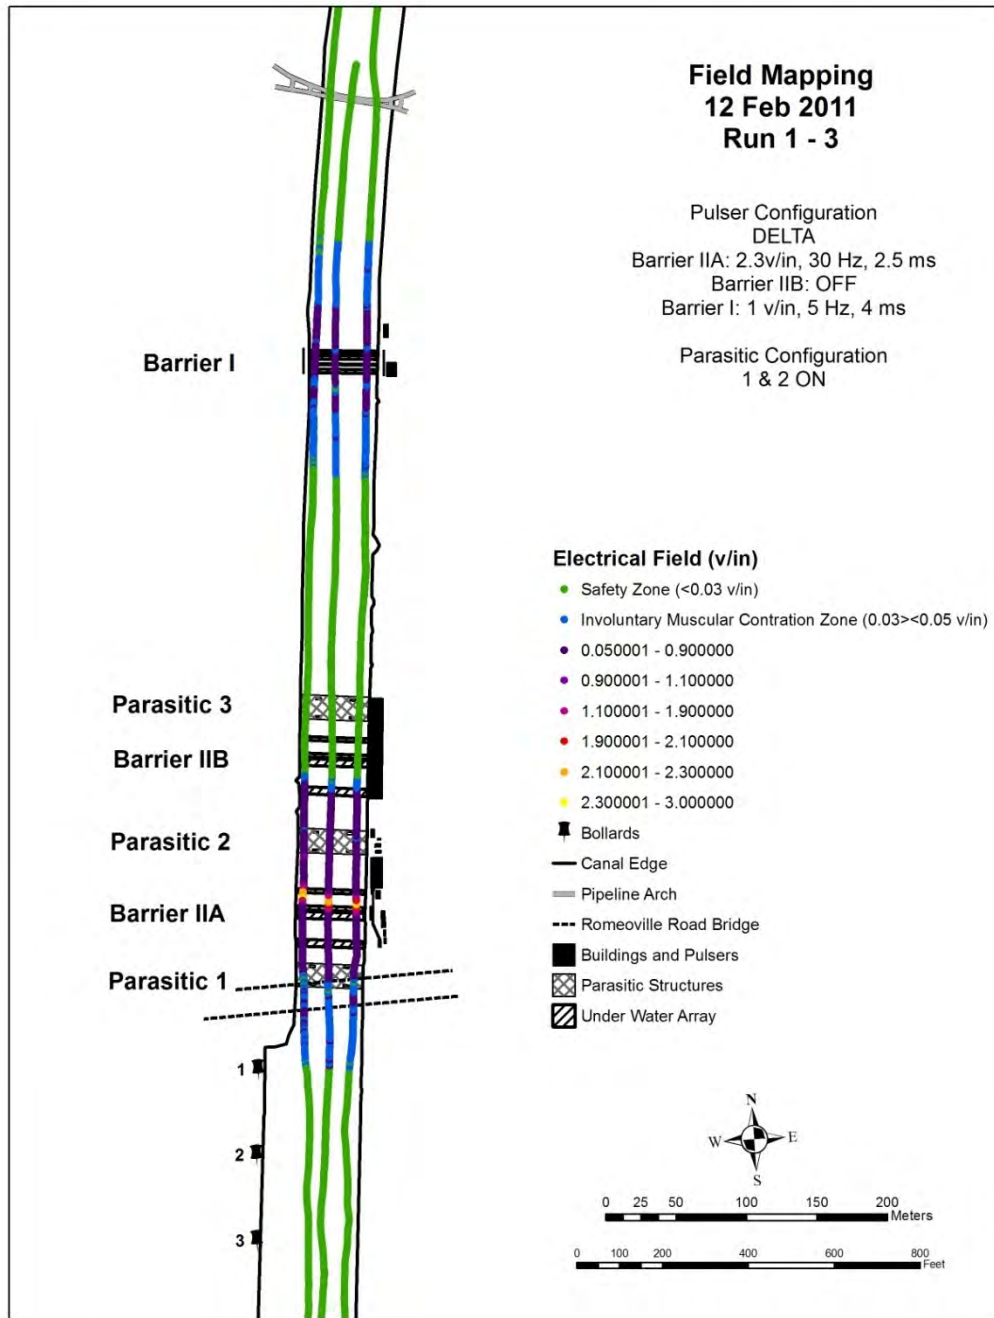 Field Mapping
12 Feb 2011
Run 1 - 3
Pulser Configuration
DELTA
Barrier IIA: 2.3v/in, 30 Hz, 2.5 ms
Barrier IIB: OFF
Barrier I: 1 v/in, 5 Hz, 4 ms
Parasitic Configuration
1 & 2 ON
Barrier I
Parasitic 3
Barrier IIB
Parasitic 2
Barrier IIA
Parasitic 1
1
2
3
Electrical Field (v/in)
Safety Zone (<0.03 v/in)
Involuntary Muscular Contration Zone (0.03><0.05 v/in)
0.050001 - 0.900000
0.900001 - 1.100000
1.100001 - 1.900000
1.900001 - 2.100000
2.100001 - 2.300000
2.300001 - 3.000000
Bollards
Canal Edge
Pipeline Arch
Romeoville Road Bridge
Buildings and Pulsers
Parasitic Structures
Under Water Array
N
W E
S
0 25 50 100 150 200
Meters
0 100 200 400 600 800
Feet